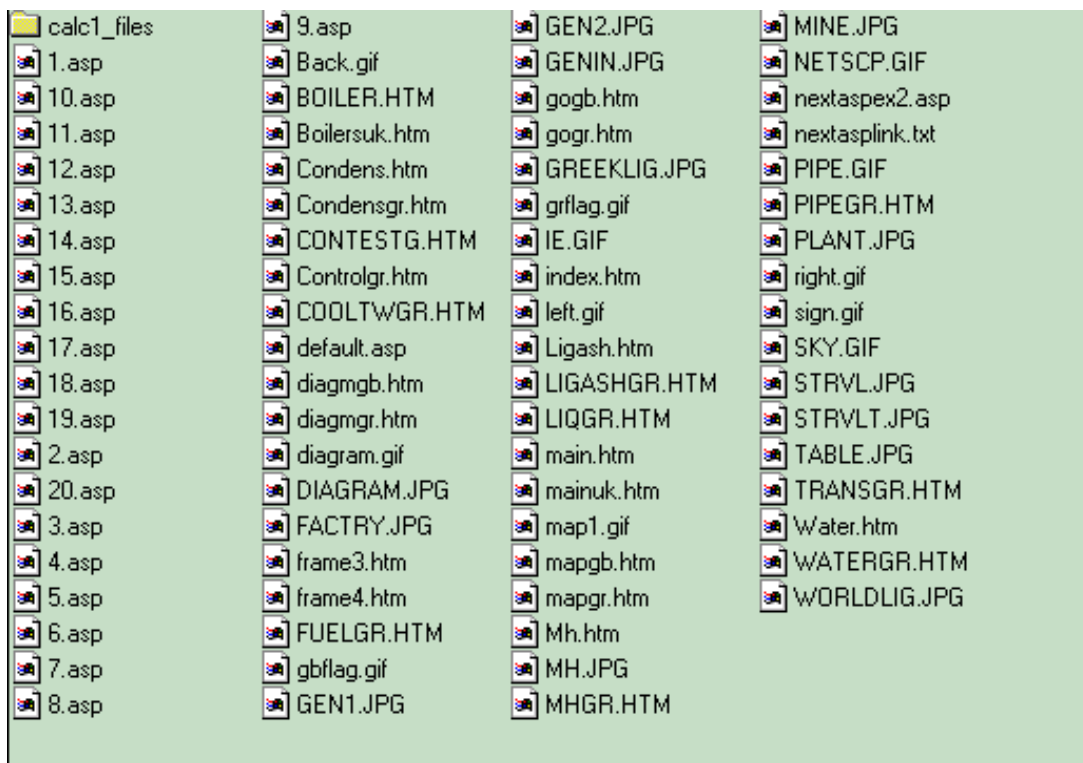 calc1_files
1.asp
10.asp
11.asp
12.asp
13.asp
14.asp
15.asp
16.asp
17.asp
18.asp
19.asp
2.asp
20.asp
3.asp
4.asp
5.asp
6.asp
7.asp
8.asp
9.asp
Back.gif
BOILER.HTM
Boilersuk.htm
Condens.htm
Condensgr.htm
CONTESTG.HTM
Controlgr.htm
COOLTWGR.HTM
default.asp
diagmgb.htm
diagmgr.htm
diagram.gif
DIAGRAM.JPG
FACTRY.JPG
frame3.htm
frame4.htm
FUELGR.HTM
gbflag.gif
GEN1.JPG
GEN2.JPG
GENIN.JPG
gogb.htm
gogr.htm
GREEKLIG.JPG
grflag.gif
IE.GIF
index.htm
left.gif
Ligash.htm
LIGASHGR.HTM
LIQGR.HTM
main.htm
mainuk.htm
map1.gif
mapgb.htm
mapgr.htm
Mh.htm
MH.JPG
MHGR.HTM
MINE.JPG
NETSCP.GIF
nextaspex2.asp
nextasplink.txt
PIPE.GIF
PIPEGR.HTM
PLANT.JPG
right.gif
sign.gif
SKY.GIF
STRVL.JPG
STRVLT.JPG
TABLE.JPG
TRANSGR.HTM
Water.htm
WATERGR.HTM
WORLDLIG.JPG